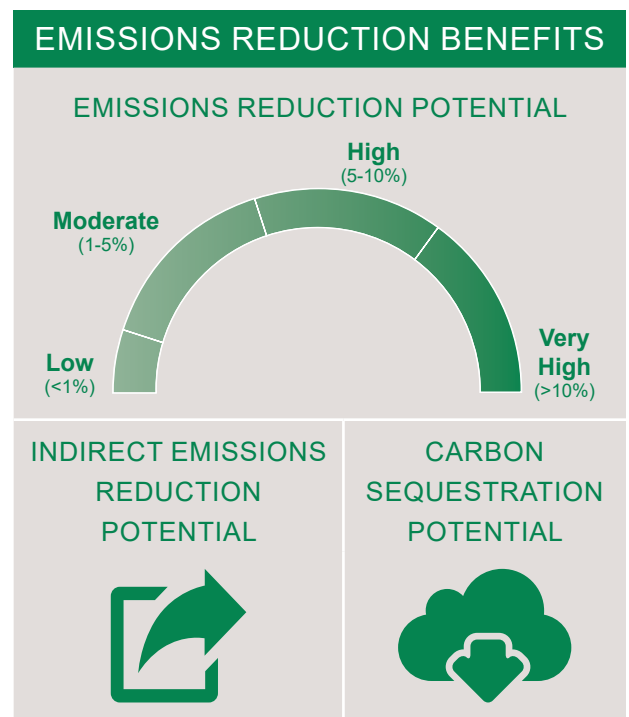 EMISSIONS REDUCTION BENEFITS
EMISSIONS REDUCTION POTENTIAL
High
(5-10%)
Moderate
(1-5%)
Low
(<1%)
Very
High
(>10%)
INDIRECT EMISSIONS
REDUCTION
POTENTIAL
CARBON
SEQUESTRATION
POTENTIAL